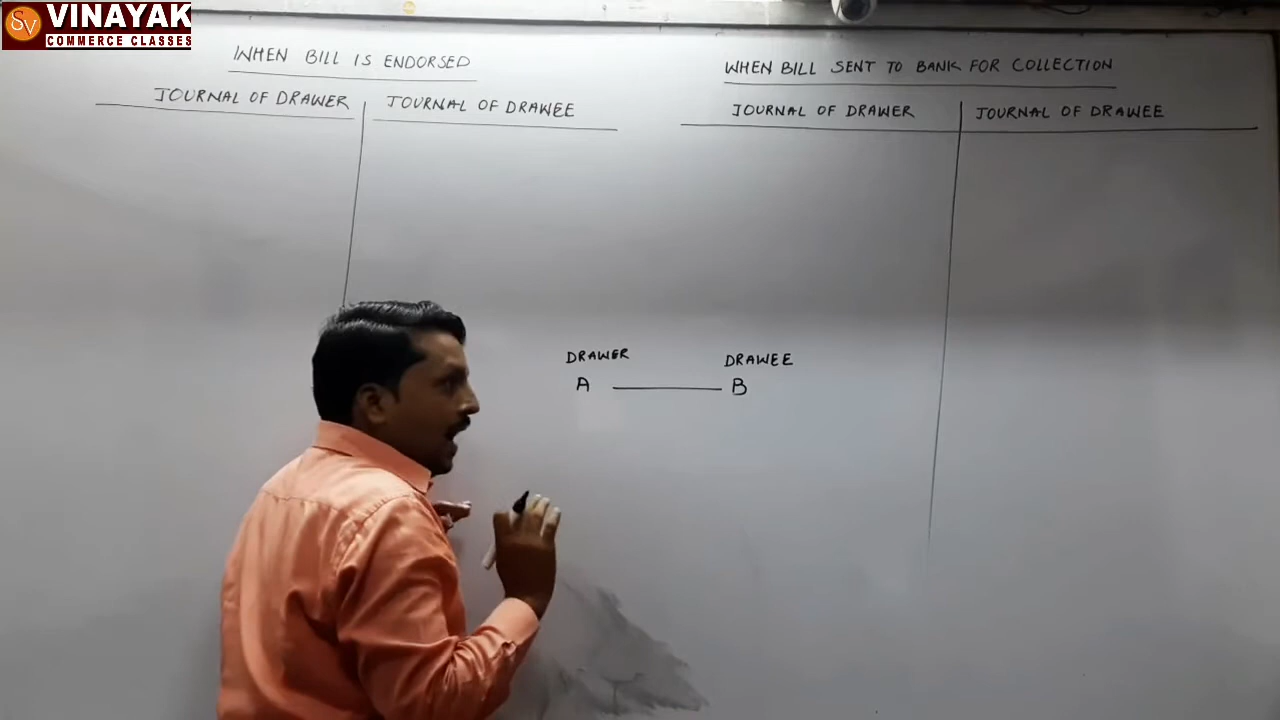 SV VINAYAK
COMMERCE CLASSES
WHEN BILL IS ENDORSED
JOURNAL OF DRAWER
JOURNAL OF DRAWEE
WHEN BILL SENT TO BANK FOR COLLECTION
JOURNAL OF DRAWER
JOURNAL OF DRAWEE
DRAWER
DRAWEE
A
B